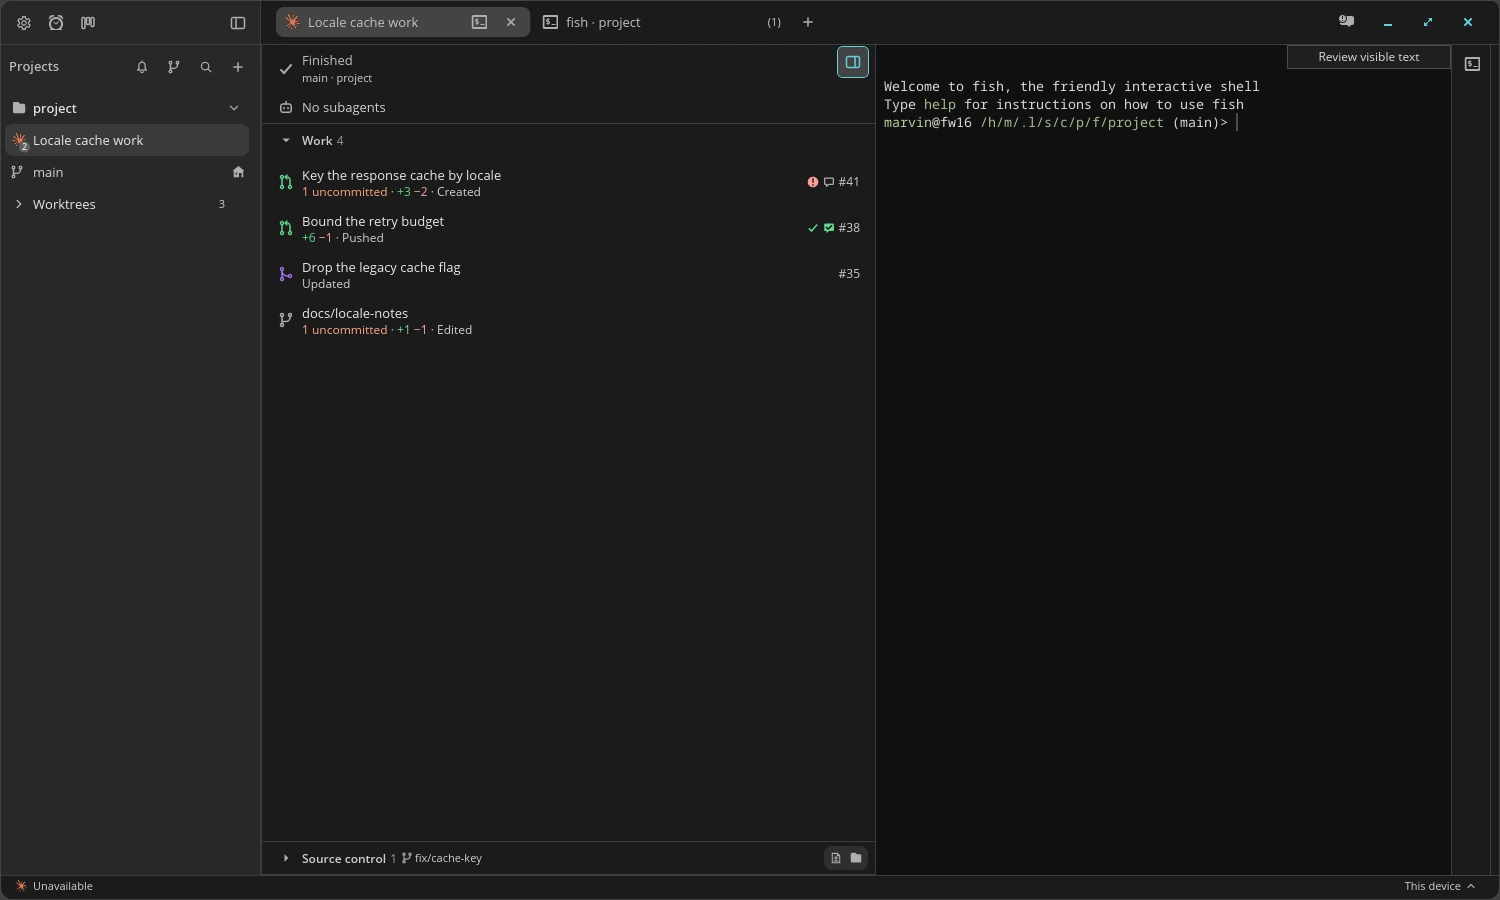 Locale cache work
fish · project
(1)
Projects
project
2
Locale cache work
main
Worktrees 3
Finished
main · project
No subagents
Work 4
Key the response cache by locale
1 uncommitted · +3 −2 · Created
#41
Bound the retry budget
+6 −1 · Pushed
#38
Drop the legacy cache flag
Updated
#35
docs/locale-notes
1 uncommitted · +1 −1 · Edited
Source control 1 fix/cache-key
Review visible text
Welcome to fish, the friendly interactive shell
Type help for instructions on how to use fish
marvin@fw16 /h/m/.l/s/c/p/f/project (main)>
Unavailable
This device